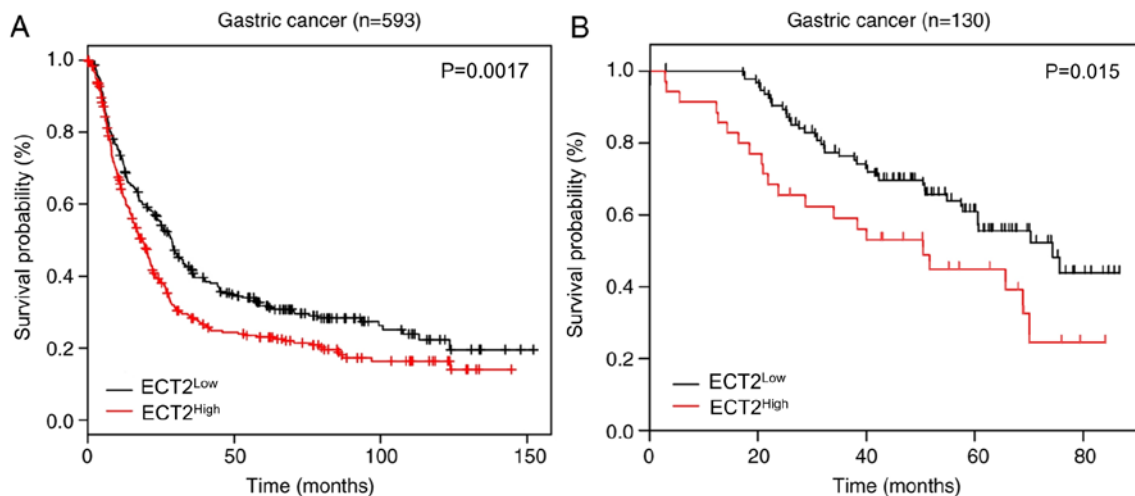 A
Gastric cancer (n=593)
P=0.0017
Survival probability (%)
1.0
0.8
0.6
0.4
0.2
0.0
ECT2Low
ECT2High
0
50
100
150
Time (months)
B
Gastric cancer (n=130)
P=0.015
Survival probability (%)
1.0
0.8
0.6
0.4
0.2
0.0
ECT2Low
ECT2High
0
20
40
60
80
Time (months)